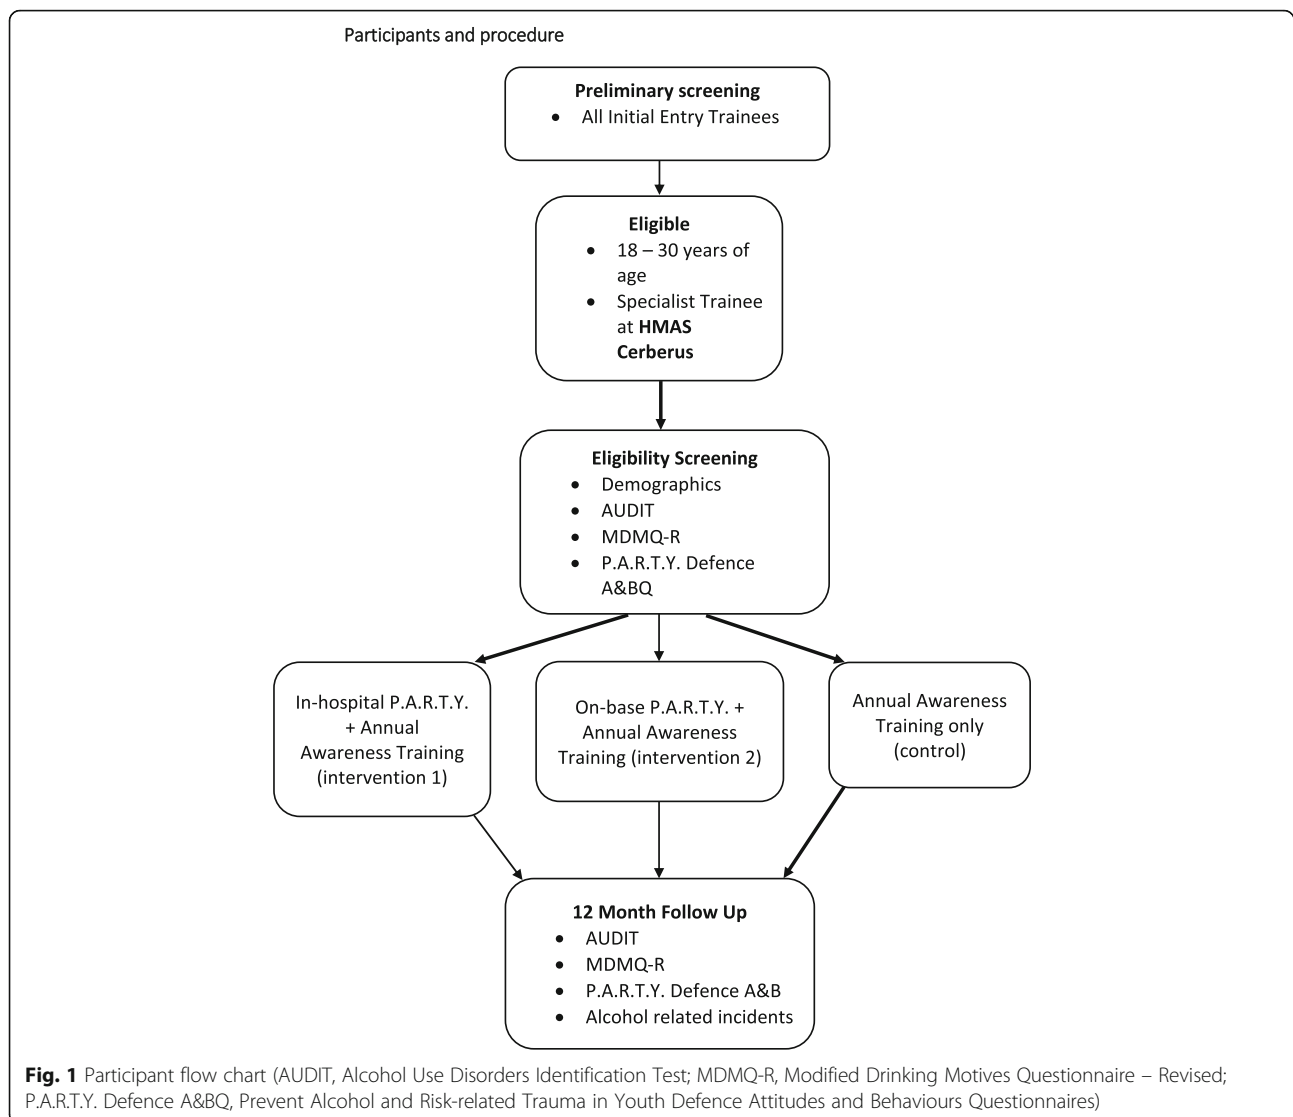 Participants and procedure
Preliminary screening
• All Initial Entry Trainees
Eligible
• 18 – 30 years of
age
• Specialist Trainee
at HMAS
Cerberus
Eligibility Screening
• Demographics
• AUDIT
• MDMQ-R
• P.A.R.T.Y. Defence
A&BQ
In-hospital P.A.R.T.Y.
+ Annual
Awareness Training
(intervention 1)
On-base P.A.R.T.Y. +
Annual Awareness
Training (intervention 2)
Annual Awareness
Training only
(control)
12 Month Follow Up
• AUDIT
• MDMQ-R
• P.A.R.T.Y. Defence A&B
• Alcohol related incidents
Fig. 1 Participant flow chart (AUDIT, Alcohol Use Disorders Identification Test; MDMQ-R, Modified Drinking Motives Questionnaire – Revised;
P.A.R.T.Y. Defence A&BQ, Prevent Alcohol and Risk-related Trauma in Youth Defence Attitudes and Behaviours Questionnaires)